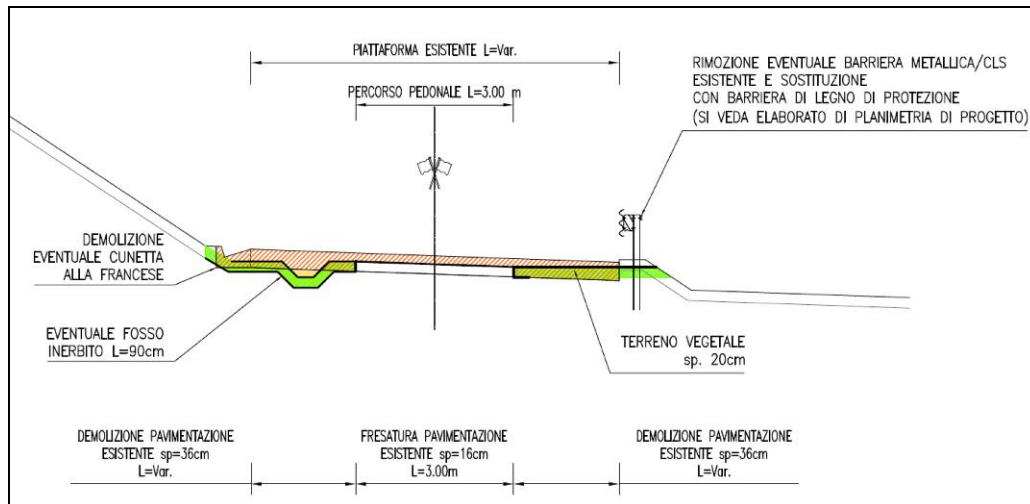 PIATTAFORMA ESISTENTE L=Var.
PERCORSO PEDONALE L=3.00 m
RIMOZIONE EVENTUALE BARRIERA METALLICA/CLS
ESISTENTE E SOSTITUZIONE
CON BARRIERA DI LEGNO DI PROTEZIONE
(SI VEDA ELABORATO DI PLANIMETRIA DI PROGETTO)
DEMOLIZIONE
EVENTUALE CUNETTA
ALLA FRANCESE
EVENTUALE FOSSO
INERBITO L=90cm
TERRENO VEGETALE
sp. 20cm
DEMOLIZIONE PAVIMENTAZIONE
ESISTENTE sp=36cm
L=Var.
FRESATURA PAVIMENTAZIONE
ESISTENTE sp=16cm
L=3.00m
DEMOLIZIONE PAVIMENTAZIONE
ESISTENTE sp=36cm
L=Var.